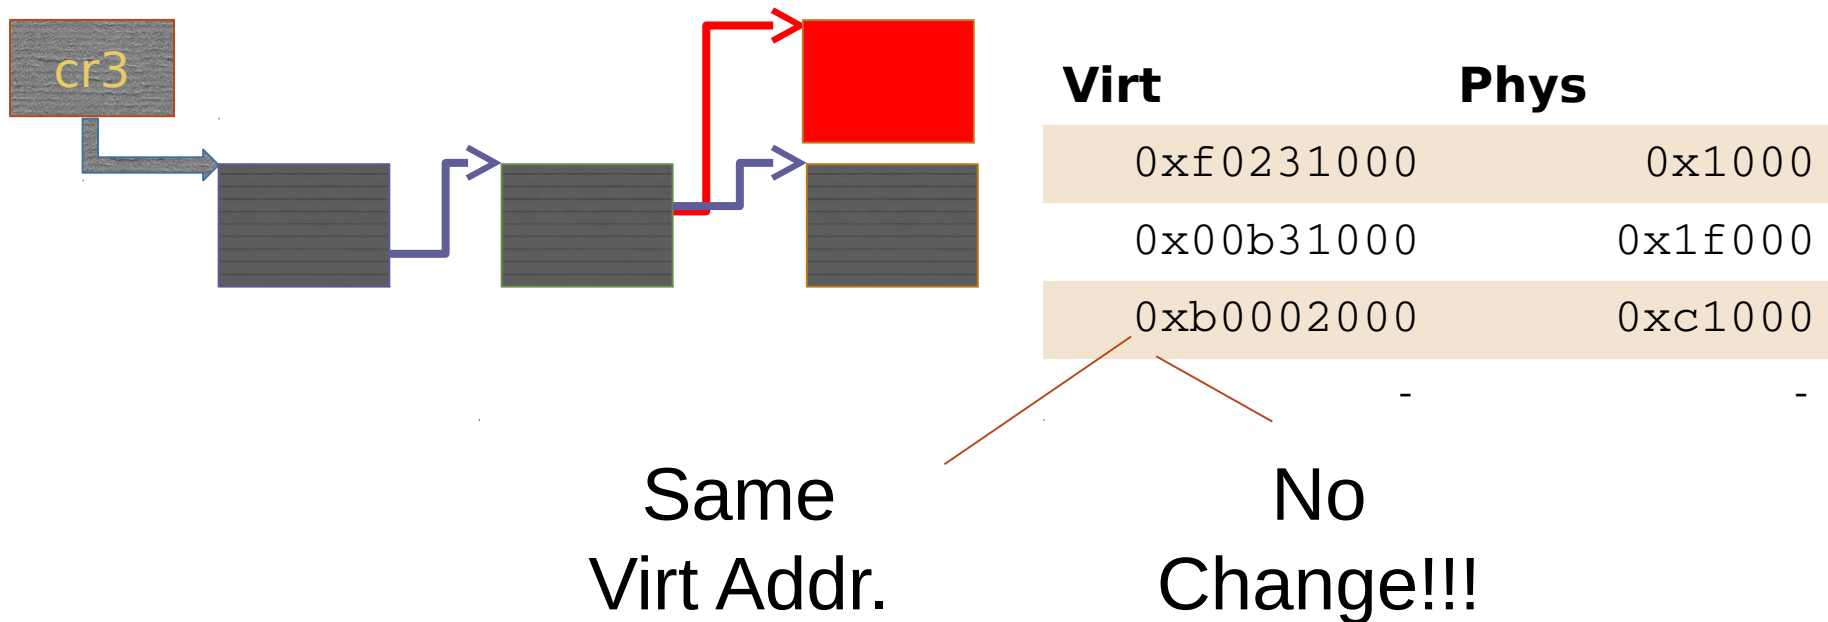 cr3
Virt Phys
0xf0231000 0x1000
0x00b31000 0x1f000
0xb0002000 0xc1000
- -
Same
Virt Addr.
No
Change!!!